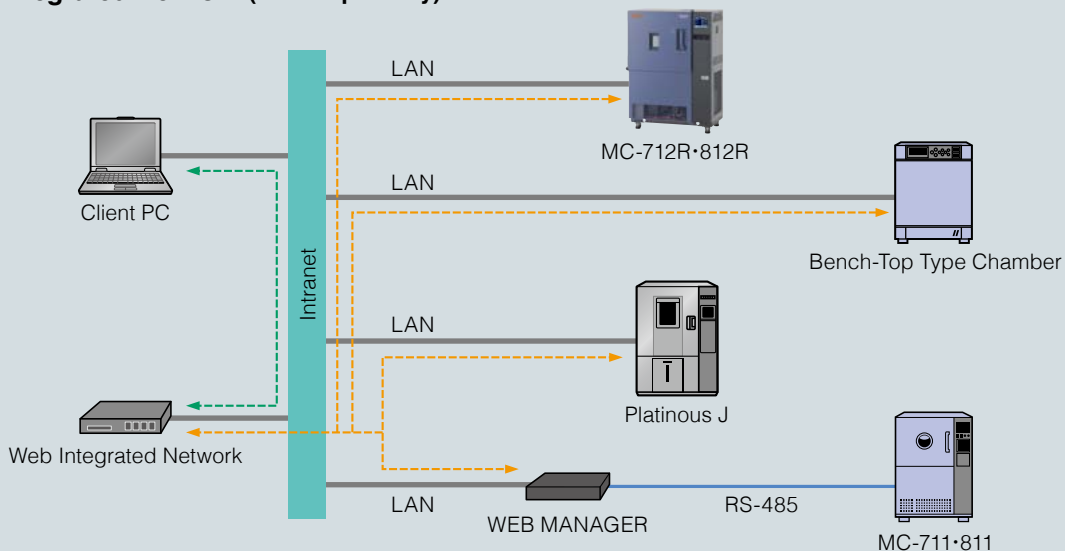 LAN
MC-712R•812R
Client PC
LAN
Bench-Top Type Chamber
Intranet
LAN
Platinous J
Web Integrated Network
LAN
WEB MANAGER
RS-485
MC-711•811